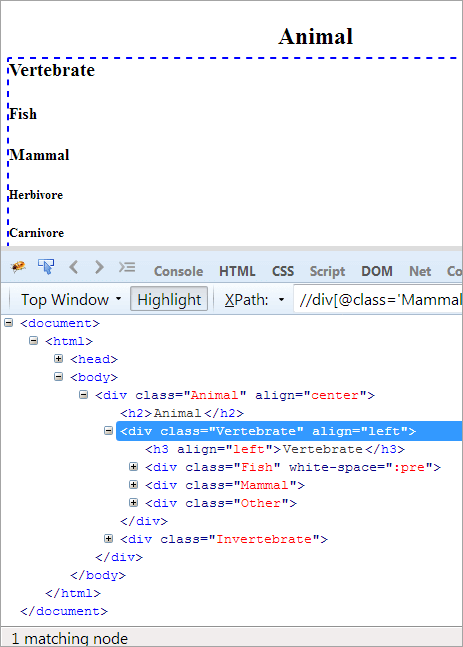 Animal
Vertebrate
Fish
Mammal
Herbivore
Carnivore
Console HTML CSS Script DOM Net Co
Top Window Highlight XPath: //div[@class='Mammal
<document>
<html>
<head>
<body>
<div class="Animal" align="center">
<h2>Animal</h2>
<div class="Vertebrate" align="left">
<h3 align="left">Vertebrate</h3>
<div class="Fish" white-space=":pre">
<div class="Mammal">
<div class="Other">
</div>
<div class="Invertebrate">
</div>
</body>
</html>
</document>
1 matching node